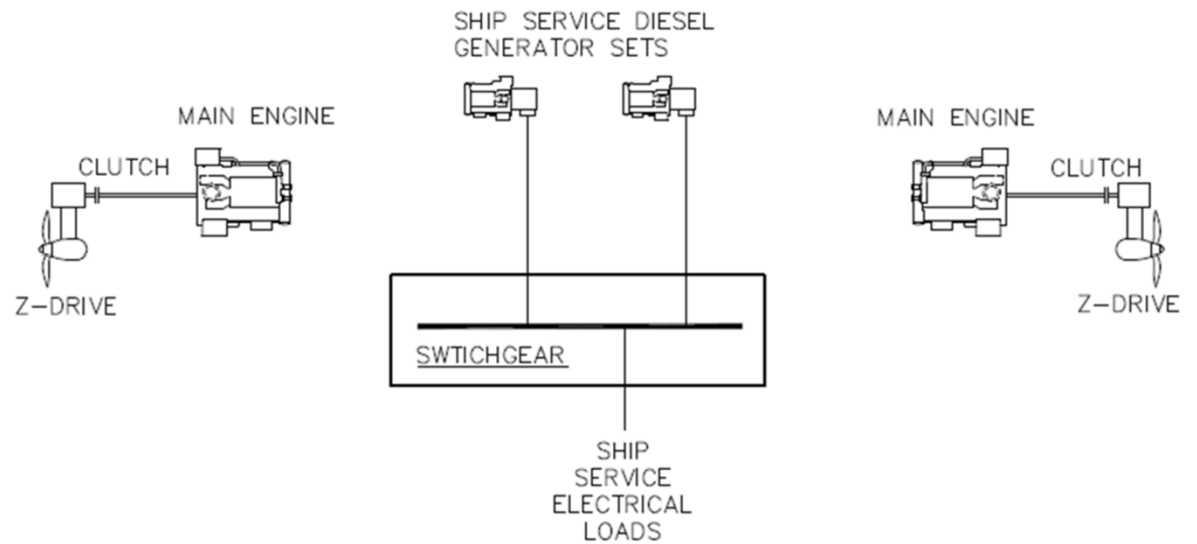 SHIP SERVICE DIESEL
GENERATOR SETS
MAIN ENGINE
MAIN ENGINE
CLUTCH
CLUTCH
Z-DRIVE
Z-DRIVE
SWTICHGEAR
SHIP
SERVICE
ELECTRICAL
LOADS